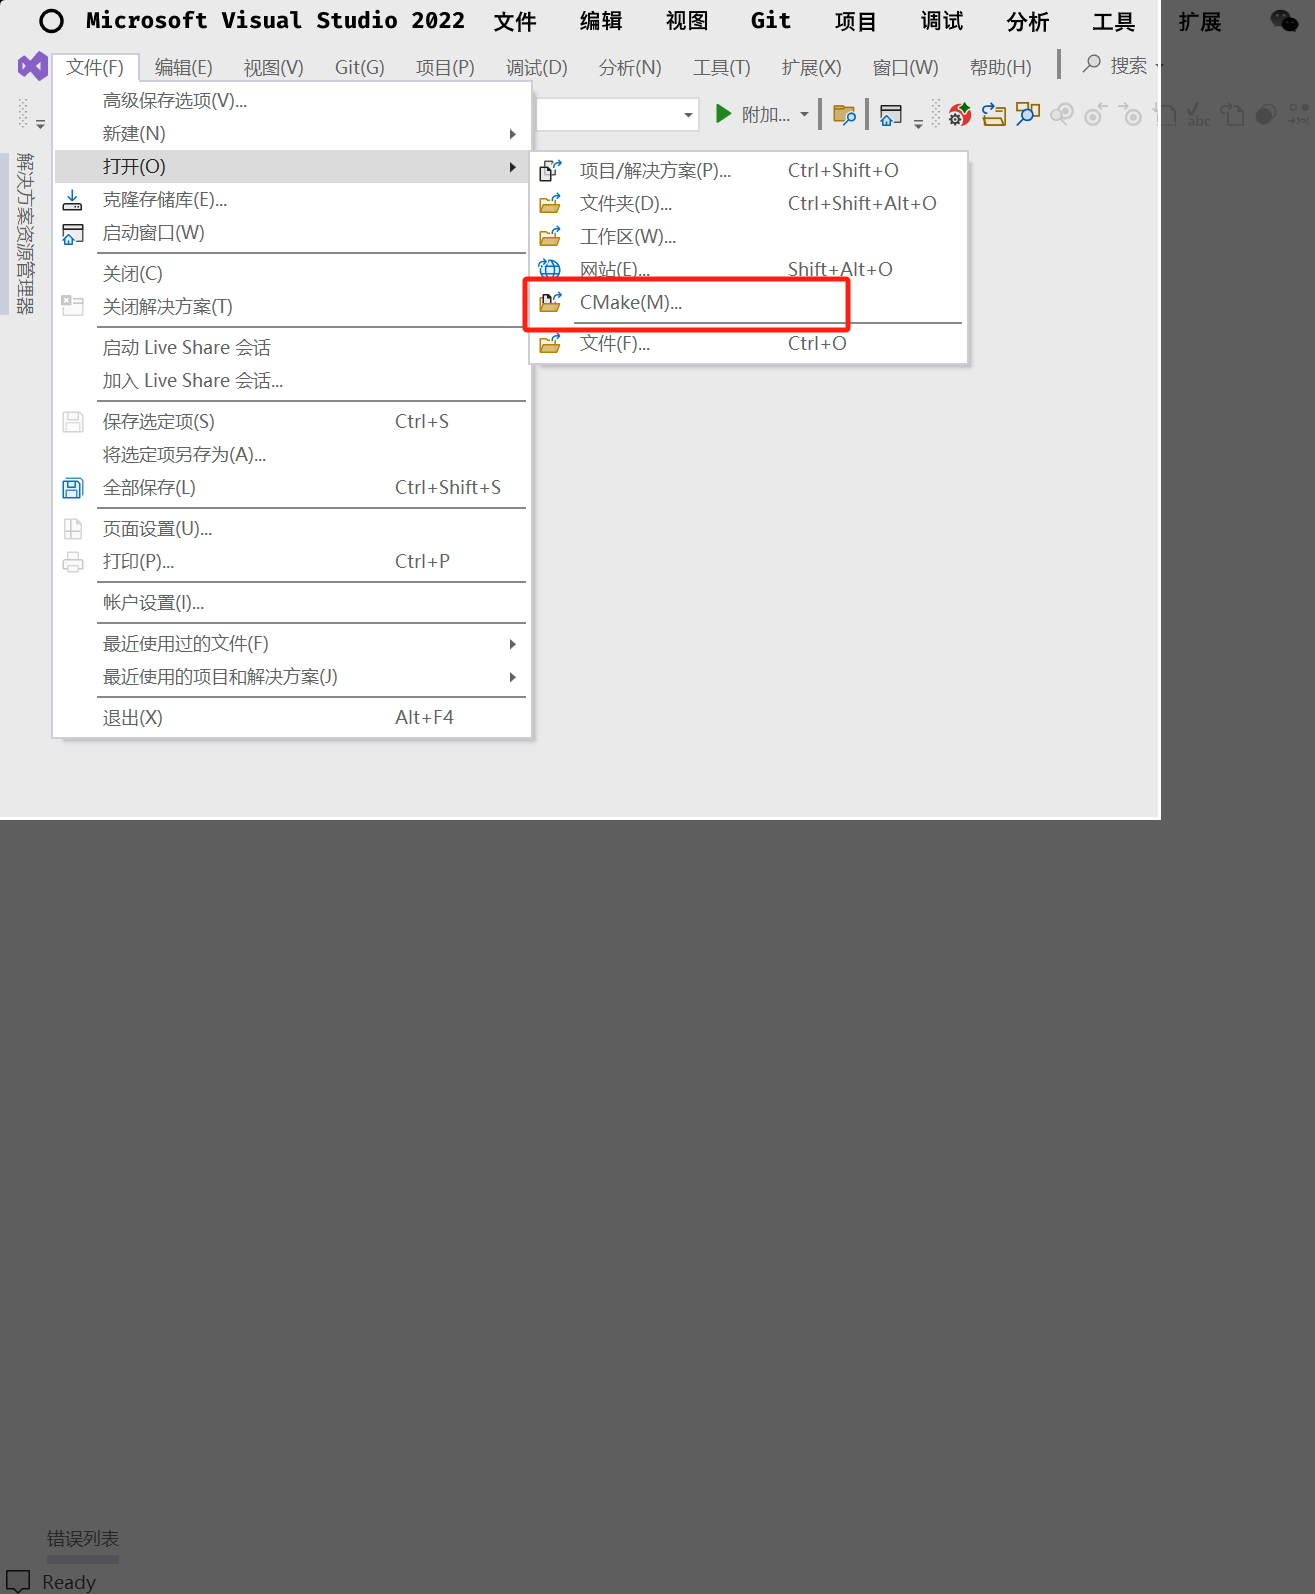 Microsoft Visual Studio 2022 文件 编辑 视图 Git 项目 调试 分析 工具 扩展
文件(F) 编辑(E) 视图(V) Git(G) 项目(P) 调试(D) 分析(N) 工具(T) 扩展(X) 窗口(W) 帮助(H) 搜索
附加... abc
解决方案资源管理器
高级保存选项(V)...
新建(N)
打开(O)
克隆存储库(E)...
启动窗口(W)
关闭(C)
关闭解决方案(T)
启动 Live Share 会话
加入 Live Share 会话...
保存选定项(S) Ctrl+S
将选定项另存为(A)...
全部保存(L) Ctrl+Shift+S
页面设置(U)...
打印(P)... Ctrl+P
帐户设置(I)...
最近使用过的文件(F)
最近使用的项目和解决方案(J)
退出(X) Alt+F4
项目/解决方案(P)... Ctrl+Shift+O
文件夹(D)... Ctrl+Shift+Alt+O
工作区(W)...
网站(E)... Shift+Alt+O
CMake(M)...
文件(F)... Ctrl+O
错误列表
Ready